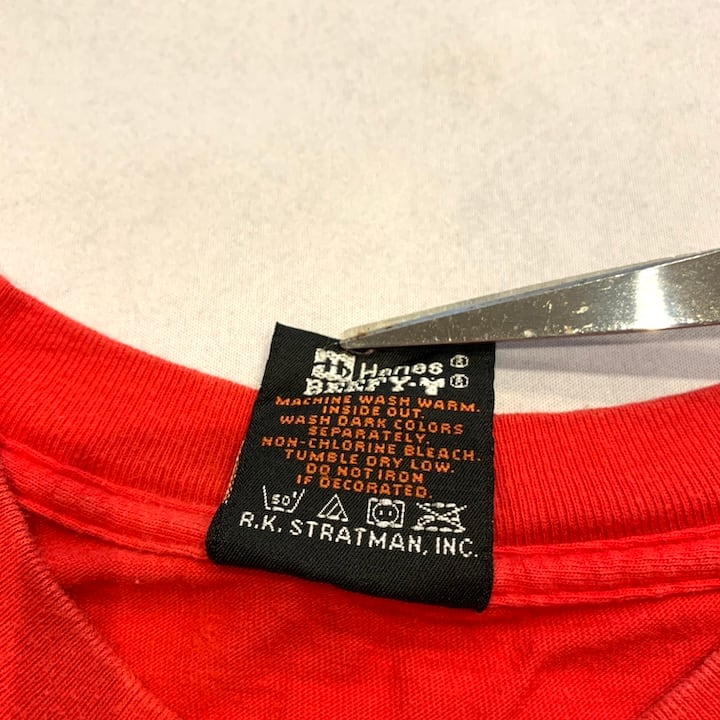 Hanes ®
BEEFY-T ®
MACHINE WASH WARM.
INSIDE OUT.
WASH DARK COLORS
SEPARATELY.
NON-CHLORINE BLEACH.
TUMBLE DRY LOW.
DO NOT IRON
IF DECORATED.
50°
R.K. STRATMAN, INC.